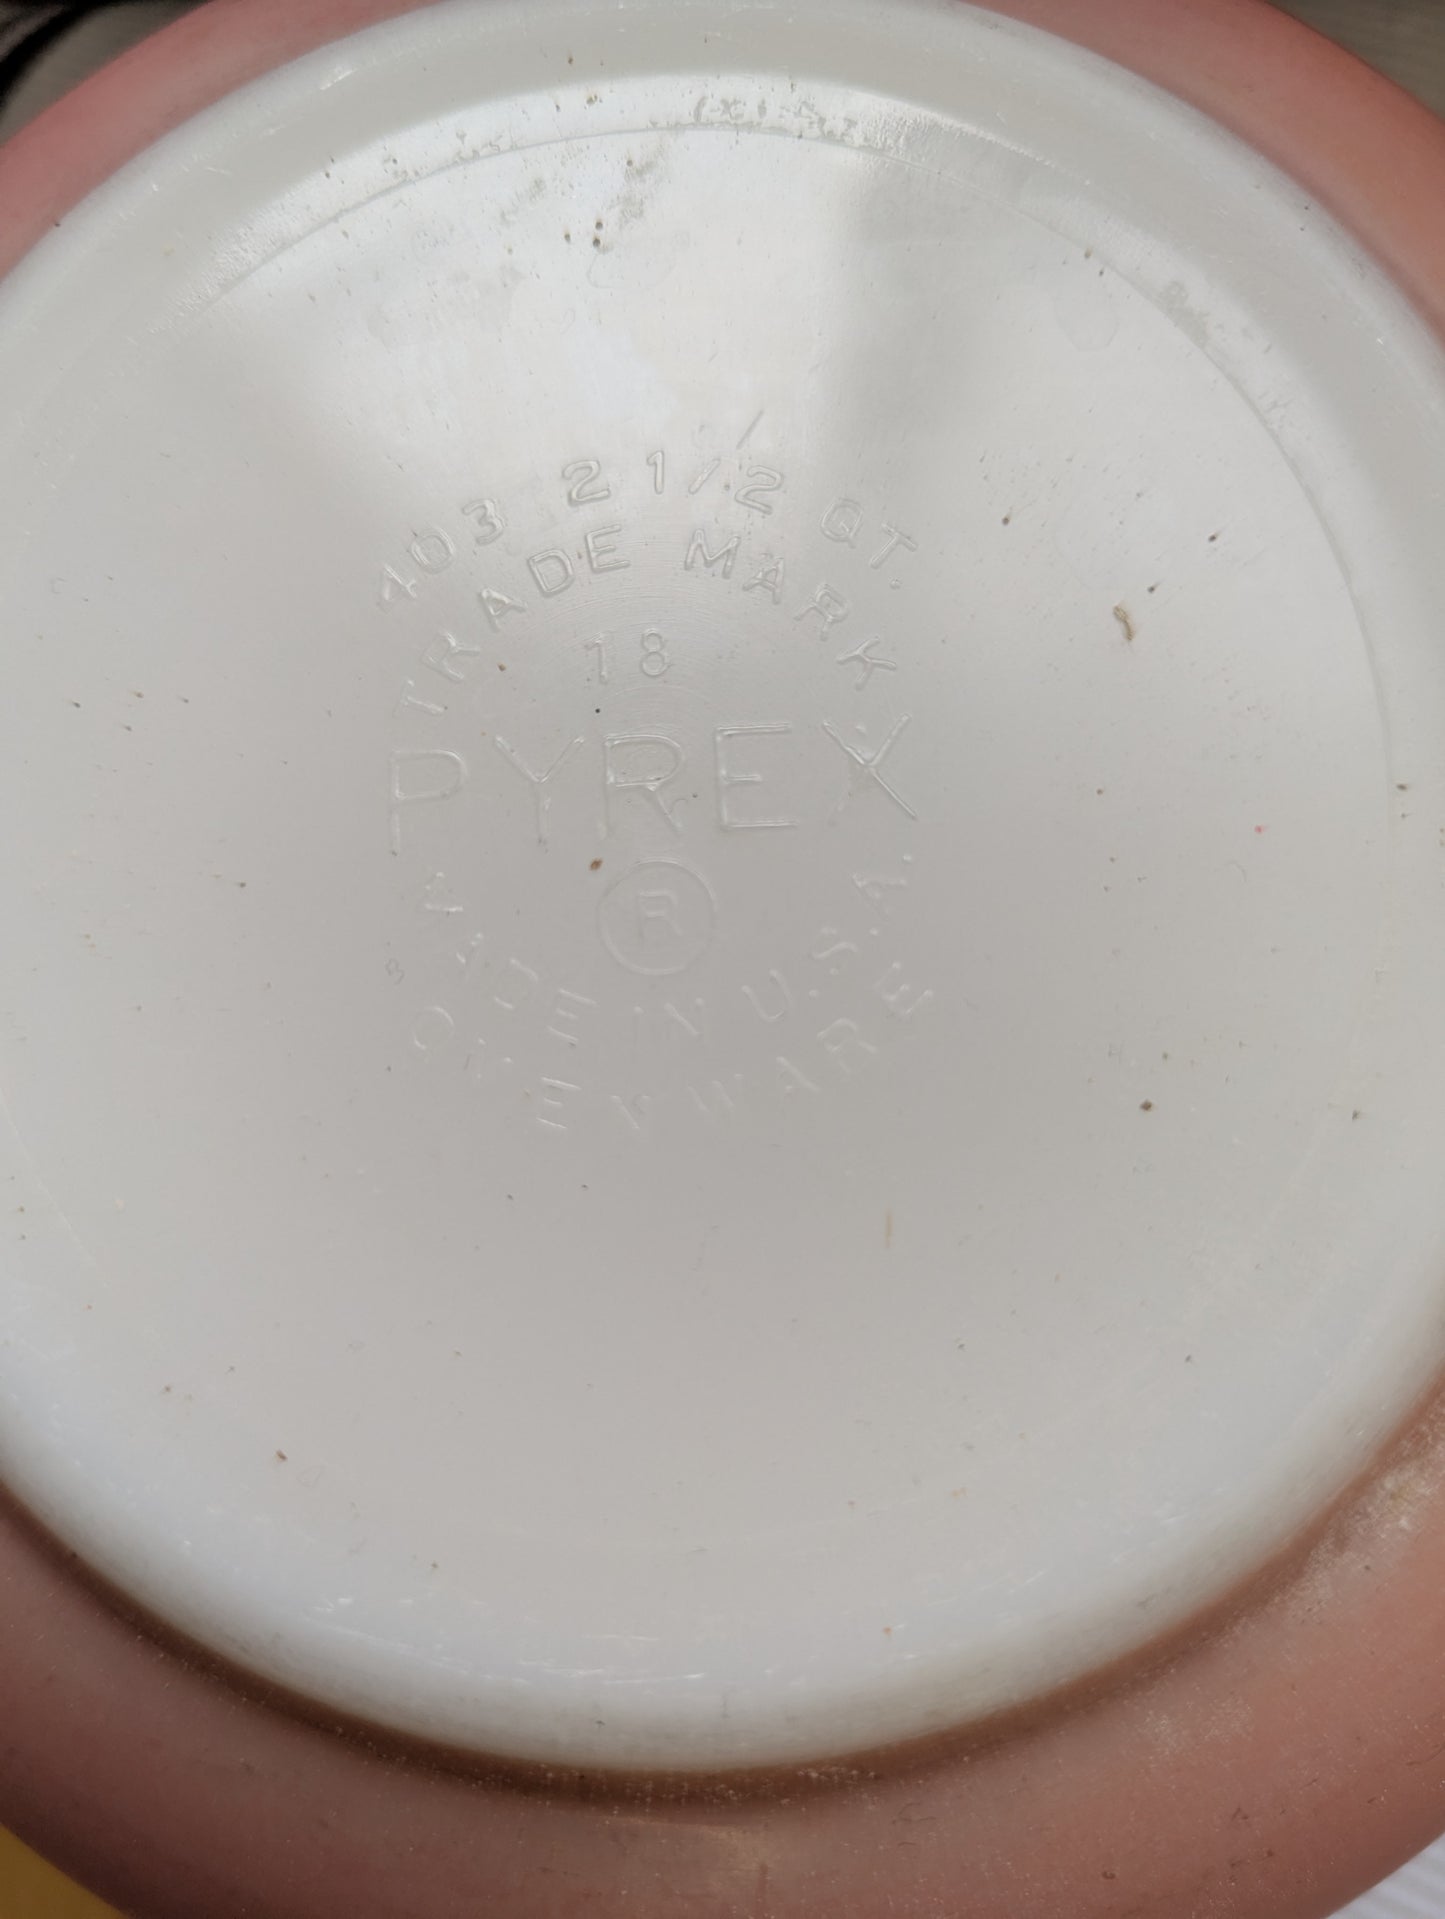 403 2 1/2 QT.
TRADE MARK
18
PYREX
®
MADE IN U.S.A.
OVENWARE